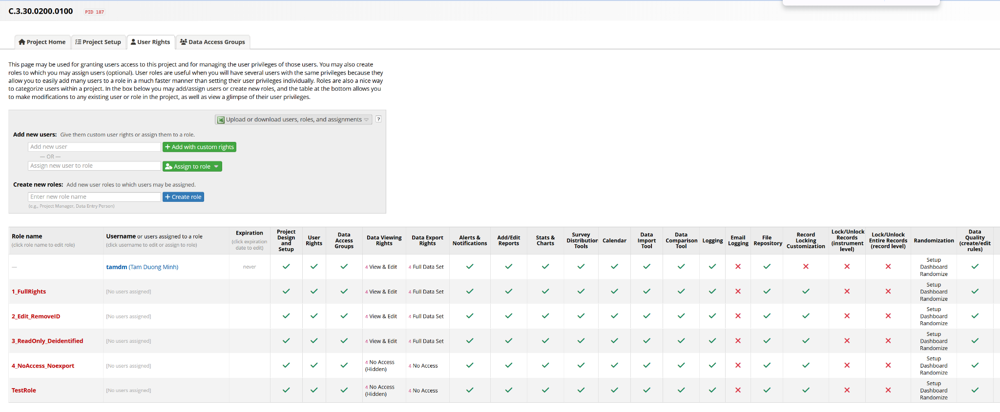 C.3.30.0200.0100 PID 187
Project Home Project Setup User Rights Data Access Groups
This page may be used for granting users access to this project and for managing the user privileges of those users. You may also create
roles to which you may assign users (optional). User roles are useful when you will have several users with the same privileges because they
allow you to easily add many users to a role in a much faster manner than setting their user privileges individually. Roles are also a nice way
to categorize users within a project. In the box below you may add/assign users or create new roles, and the table at the bottom allows you
to make modifications to any existing user or role in the project, as well as view a glimpse of their user privileges.
Upload or download users, roles, and assignments ?
Add new users: Give them custom user rights or assign them to a role.
Add new user + Add with custom rights
— OR —
Assign new user to role Assign to role
Create new roles: Add new user roles to which users may be assigned.
Enter new role name + Create role
(e.g., Project Manager, Data Entry Person)
Role name
(click role name to edit role)
Username or users assigned to a role
(click username to edit or assign to role)
Expiration
(click expiration
date to edit)
Project
Design
and
Setup
User
Rights
Data
Access
Groups
Data Viewing
Rights
Data Export
Rights
Alerts &
Notifications
Add/Edit
Reports
Stats &
Charts
Survey
Distribution
Tools
Calendar
Data
Import
Tool
Data
Comparison
Tool
Logging
Email
Logging
File
Repository
Record
Locking
Customization
Lock/Unlock
Records
(instrument
level)
Lock/Unlock
Entire Records
(record level)
Randomization
Data
Quality
(create/edit
rules)
— tamdm (Tam Duong Minh) never 4 View & Edit 4 Full Data Set
Setup
Dashboard
Randomize
1_FullRights [No users assigned] 4 View & Edit 4 Full Data Set
Setup
Dashboard
Randomize
2_Edit_RemoveID [No users assigned] 4 View & Edit 4 Full Data Set
Setup
Dashboard
Randomize
3_ReadOnly_Deidentified [No users assigned] 4 View & Edit 4 Full Data Set
Setup
Dashboard
Randomize
4_NoAccess_Noexport [No users assigned]
4 No Access
(Hidden)
4 No Access
Setup
Dashboard
Randomize
TestRole [No users assigned]
4 No Access
(Hidden)
4 No Access
Setup
Dashboard
Randomize